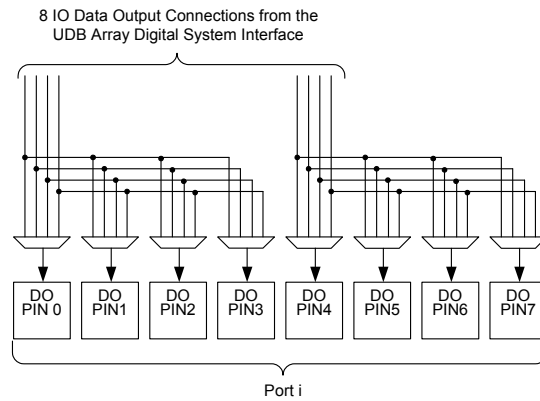 8 IO Data Output Connections from the
UDB Array Digital System Interface
DO
PIN 0
DO
PIN1
DO
PIN2
DO
PIN3
DO
PIN4
DO
PIN5
DO
PIN6
DO
PIN7
Port i